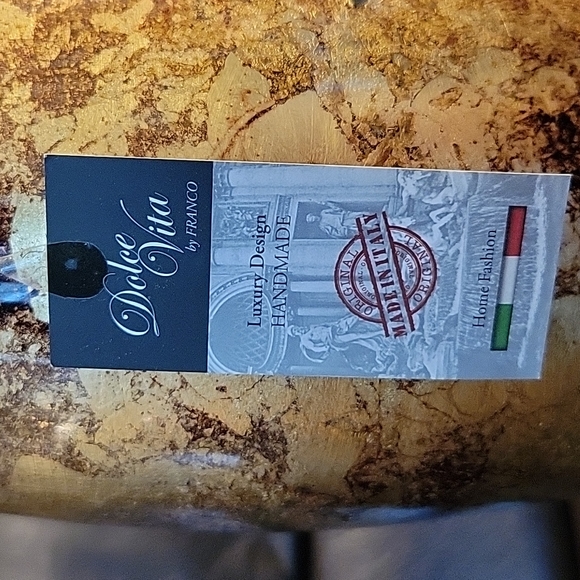 Dolce
Vita
by FRANCO
Luxury Design
HANDMADE
ORIGINAL
MADE IN ITALY
ORIGINAL
Home Fashion